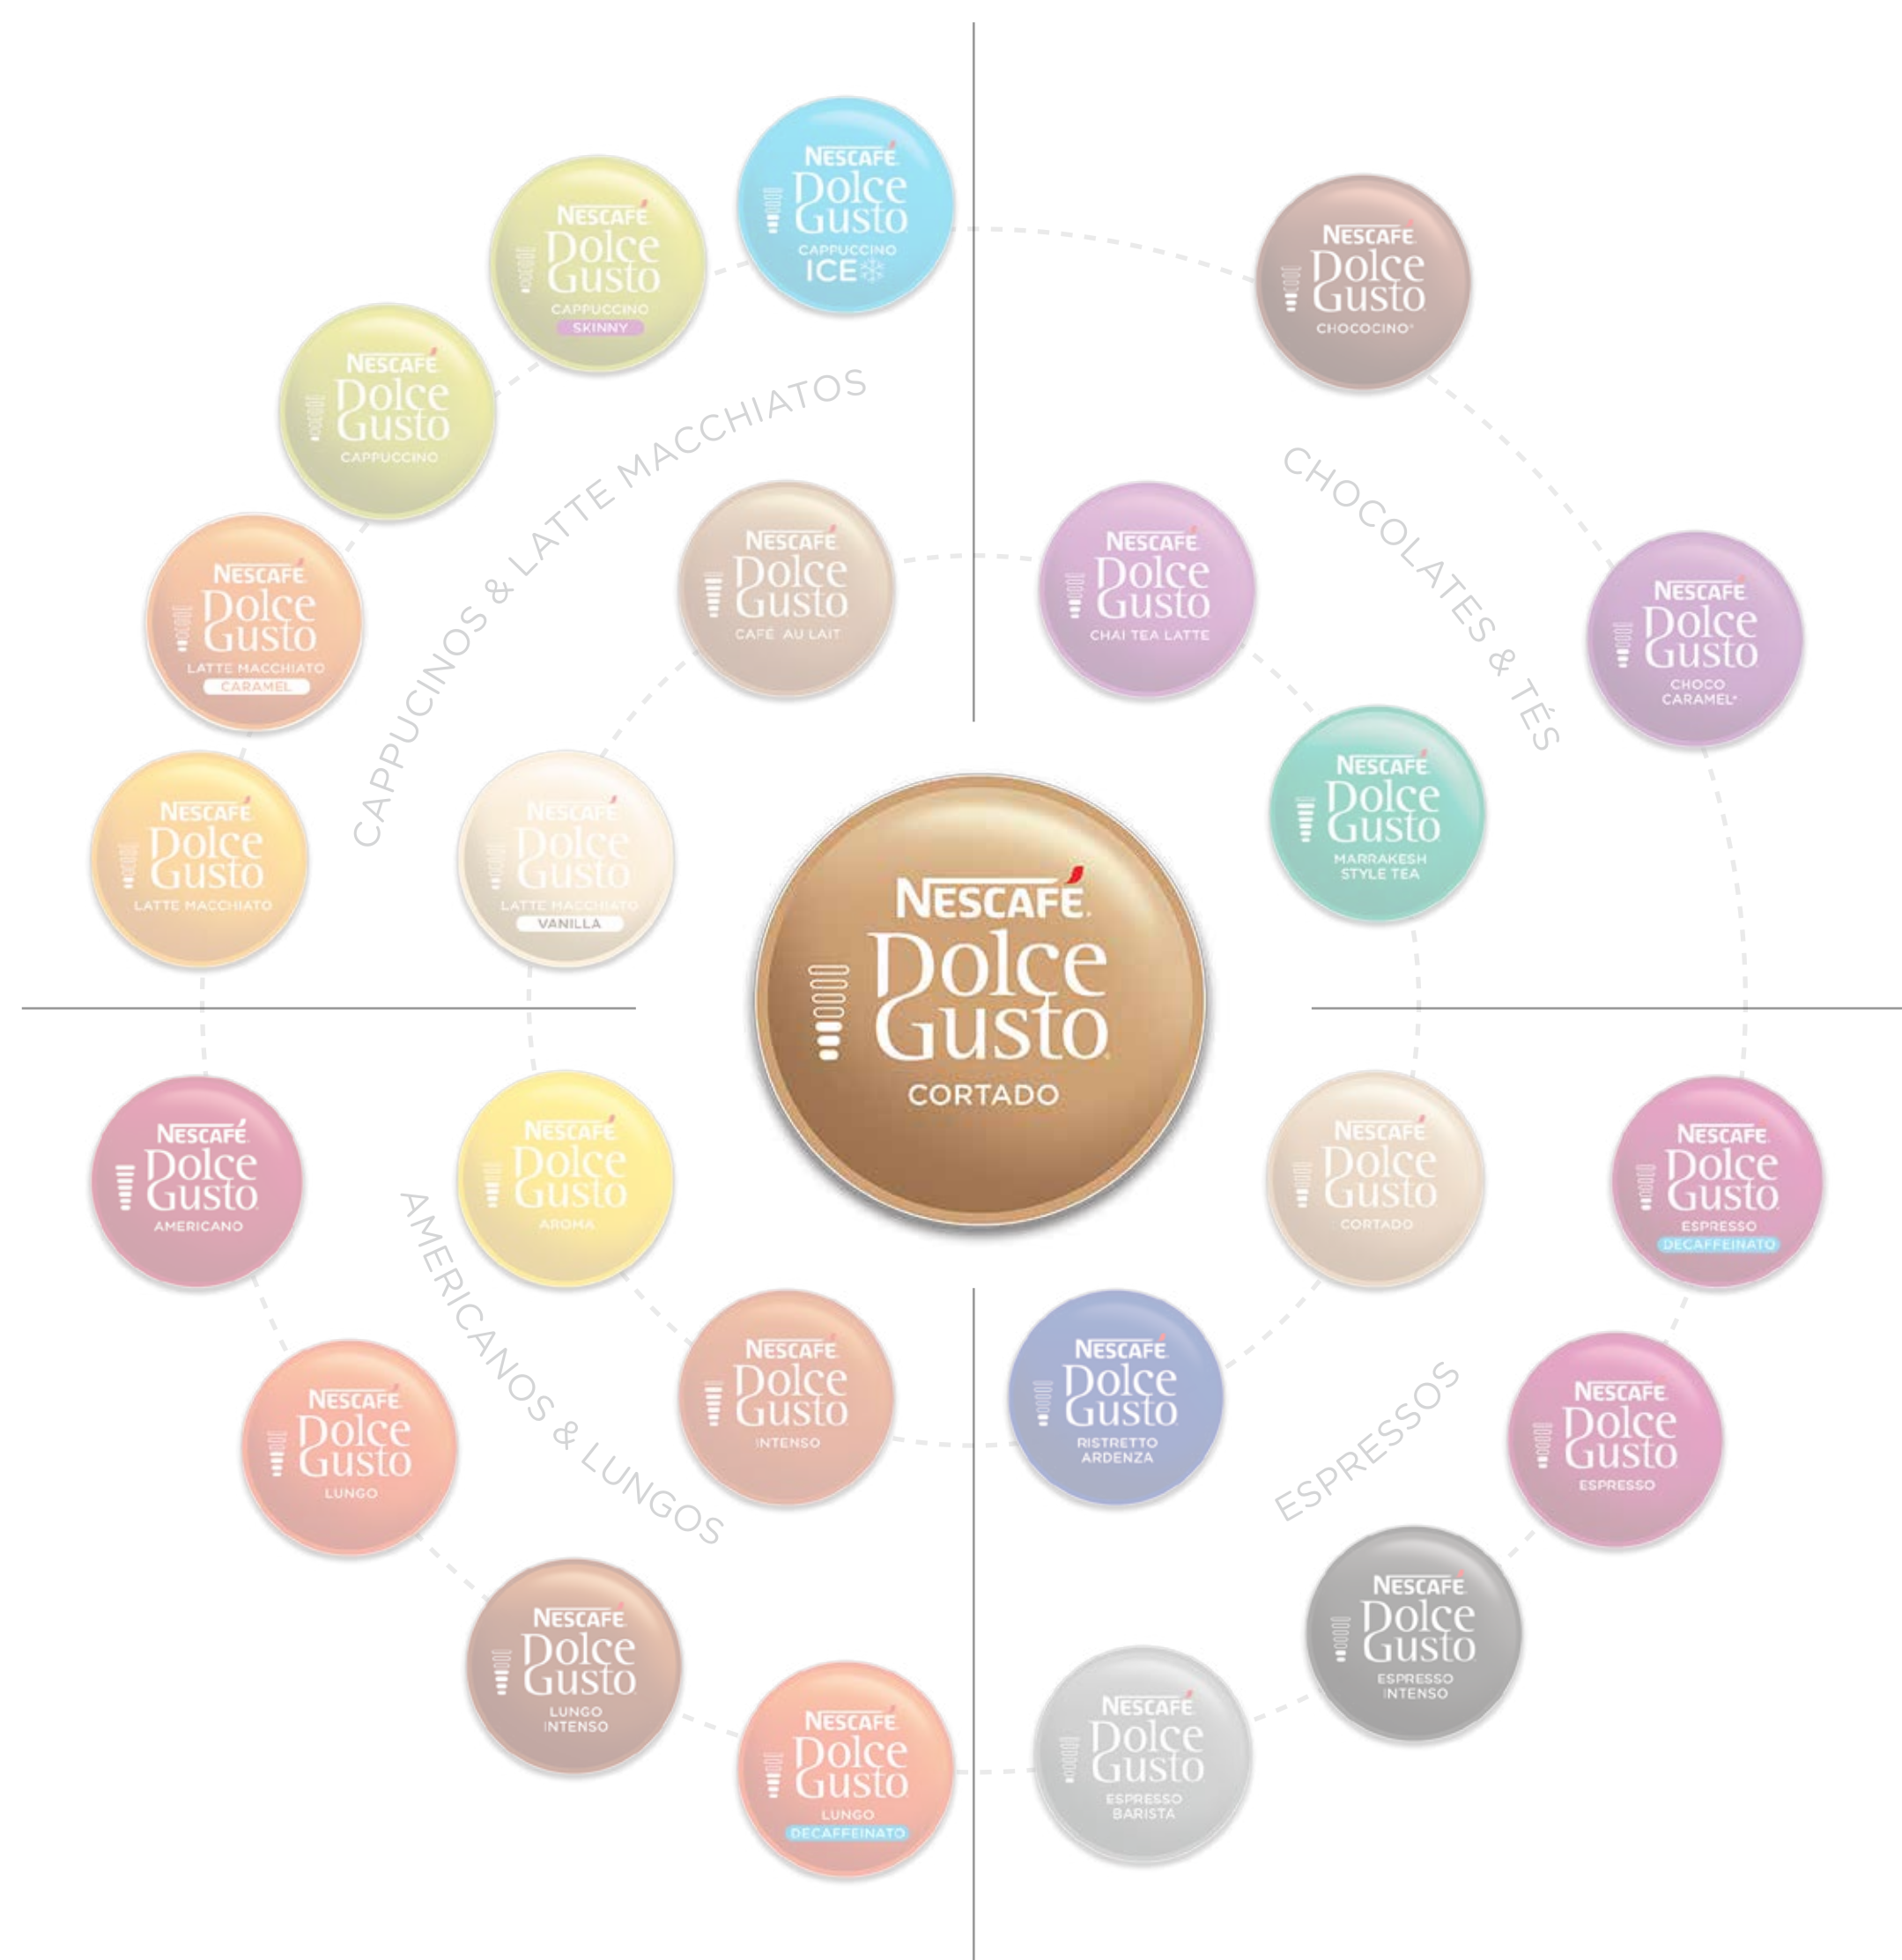 NESCAFÉ
Dolce
Gusto
CAPPUCCINO
ICE
NESCAFÉ
Dolce
Gusto
CAPPUCCINO
SKINNY
NESCAFÉ
Dolce
Gusto
CAPPUCCINO
NESCAFÉ
Dolce
Gusto
LATTE MACCHIATO
CARAMEL
NESCAFÉ
Dolce
Gusto
LATTE MACCHIATO
CAPPUCINOS & LATTE MACCHIATOS
NESCAFÉ
Dolce
Gusto
CAFÉ AU LAIT
NESCAFÉ
Dolce
Gusto
LATTE MACCHIATO
VANILLA
NESCAFÉ
Dolce
Gusto
CHOCOCINO*
NESCAFÉ
Dolce
Gusto
CHOCO
CARAMEL*
CHOCOLATES & TÉS
NESCAFÉ
Dolce
Gusto
CHAI TEA LATTE
NESCAFÉ
Dolce
Gusto
MARRAKESH
STYLE TEA
NESCAFÉ.
Dolce
Gusto
CORTADO
NESCAFÉ
Dolce
Gusto
AMERICANO
NESCAFÉ
Dolce
Gusto
AROMA
AMERICANOS & LUNGOS
NESCAFÉ
Dolce
Gusto
LUNGO
NESCAFÉ
Dolce
Gusto
INTENSO
NESCAFÉ
Dolce
Gusto
LUNGO
INTENSO
NESCAFÉ
Dolce
Gusto
LUNGO
DECAFFEINATO
NESCAFÉ
Dolce
Gusto
CORTADO
NESCAFÉ
Dolce
Gusto
ESPRESSO
DECAFFEINATO
NESCAFÉ
Dolce
Gusto
RISTRETTO
ARDENZA
ESPRESSOS
NESCAFÉ
Dolce
Gusto
ESPRESSO
NESCAFÉ
Dolce
Gusto
ESPRESSO
INTENSO
NESCAFÉ
Dolce
Gusto
ESPRESSO
BARISTA